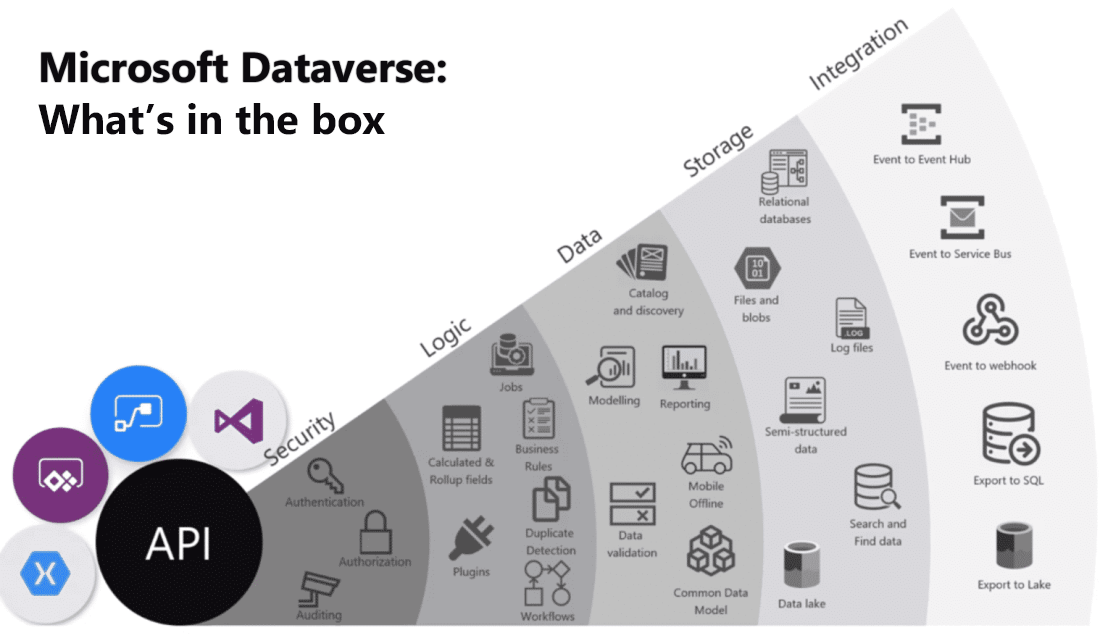 Microsoft Dataverse:
What's in the box
API
Security
Authentication
Authorization
Auditing
Logic
Jobs
Calculated &
Rollup fields
Business
Rules
Plugins
Duplicate
Detection
Workflows
Data
Catalog
and discovery
Modelling
Reporting
Mobile
Offline
Data
validation
Common Data
Model
Storage
Relational
databases
Files and
blobs
10
01
Log files
.LOG
Semi-structured
data
Search and
Find data
Data lake
Integration
Event to Event Hub
Event to Service Bus
Event to webhook
Export to SQL
Export to Lake